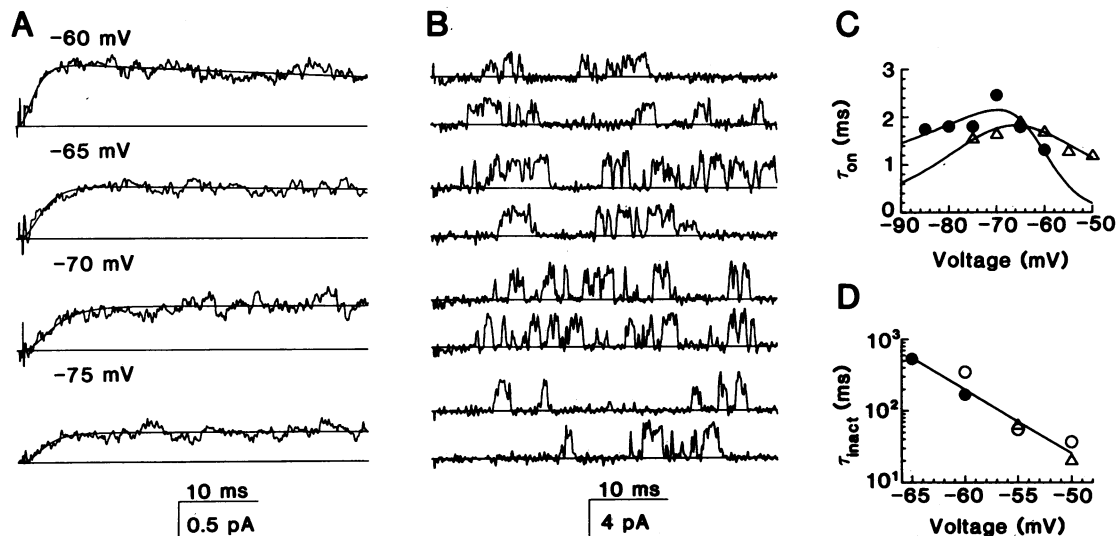 A
-60 mV
-65 mV
-70 mV
-75 mV
10 ms
0.5 pA
B
10 ms
4 pA
C
3
2
1
0
τon (ms)
-90 -80 -70 -60 -50
Voltage (mV)
D
10³
10²
10¹
τinact (ms)
-65 -60 -55 -50
Voltage (mV)